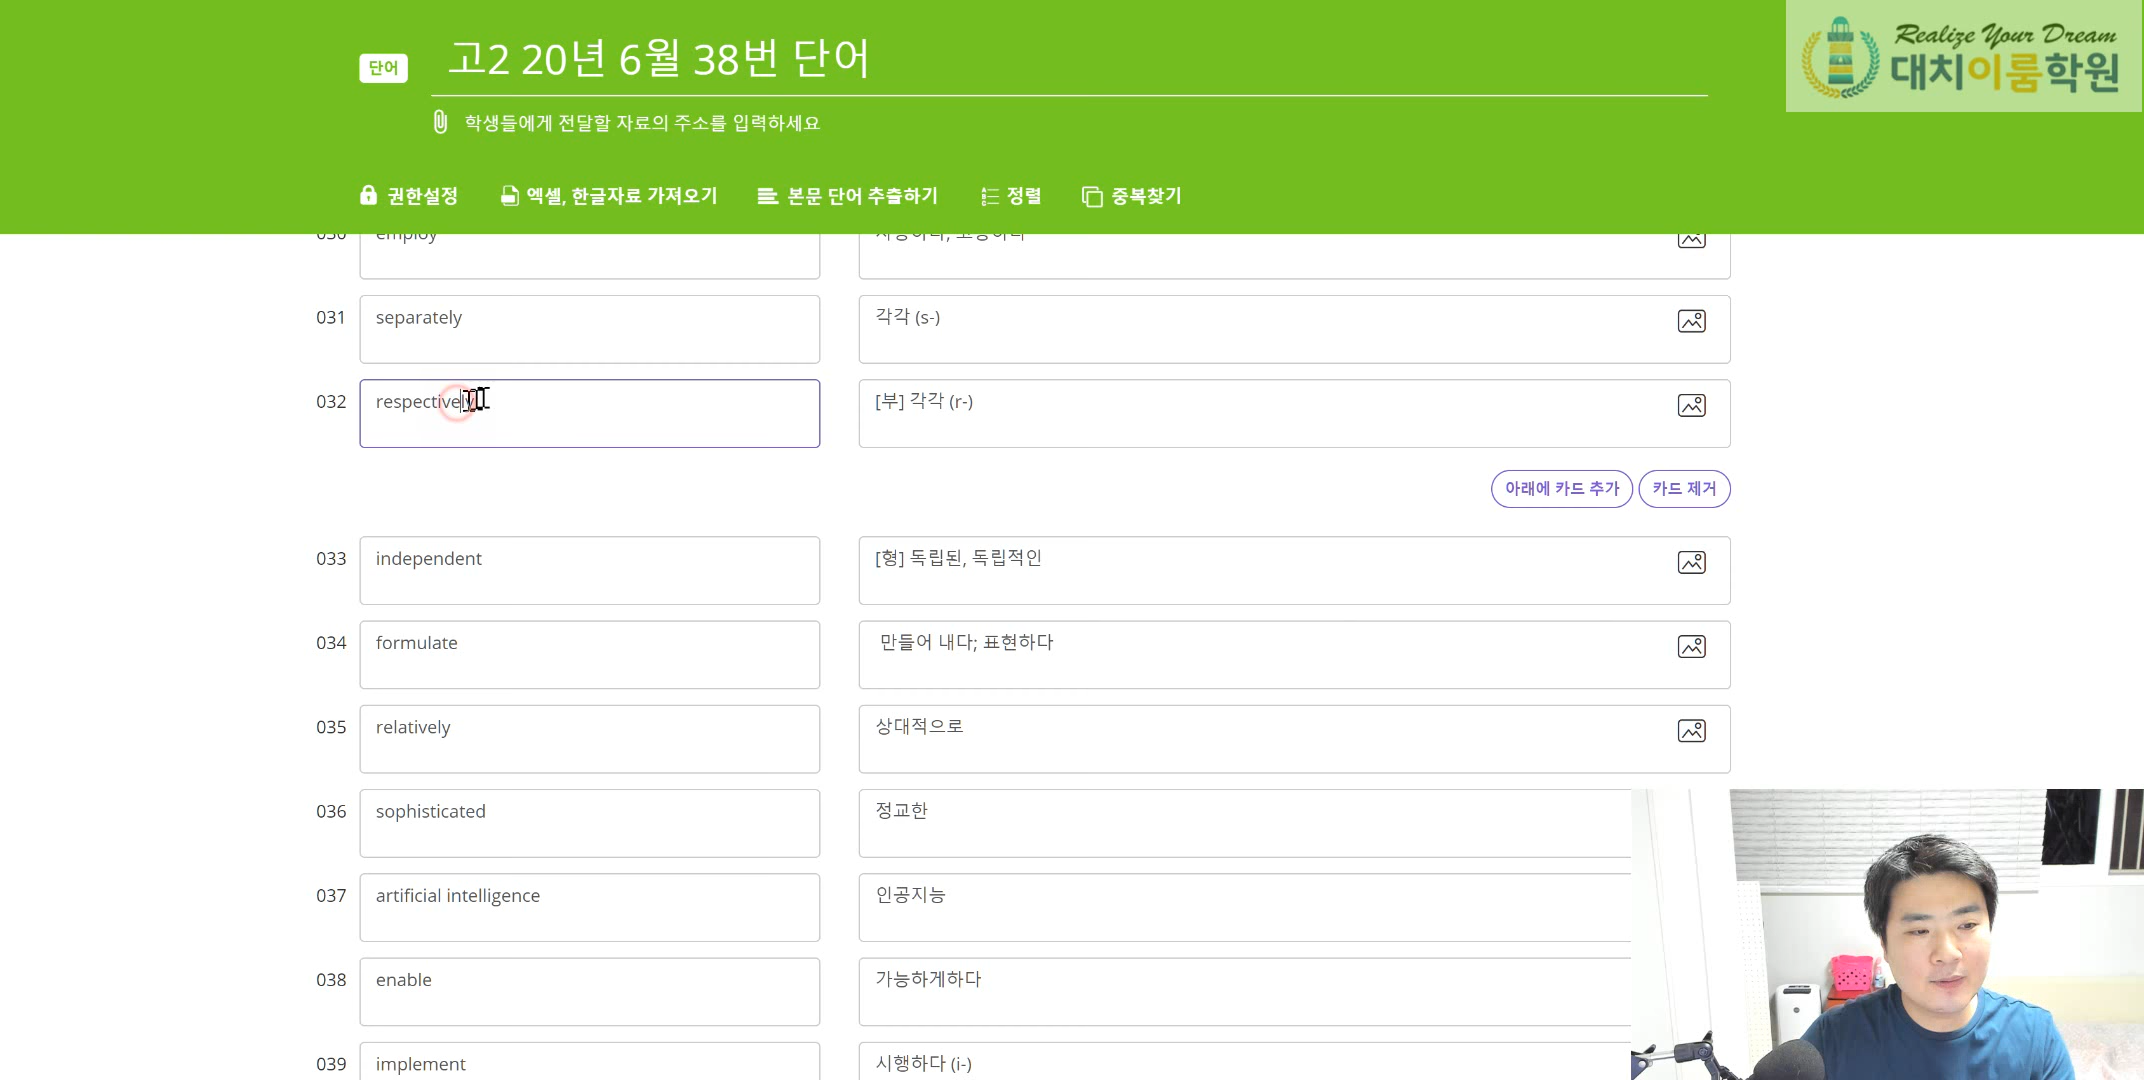 Realize Your Dream
대치이룸학원
단어 고2 20년 6월 38번 단어
학생들에게 전달할 자료의 주소를 입력하세요
권한설정 엑셀, 한글자료 가져오기 본문 단어 추출하기 정렬 중복찾기
030 employ
031 separately 각각 (s-)
032 respectively [부] 각각 (r-)
아래에 카드 추가 카드 제거
033 independent [형] 독립된, 독립적인
034 formulate 만들어 내다; 표현하다
035 relatively 상대적으로
036 sophisticated 정교한
037 artificial intelligence 인공지능
038 enable 가능하게하다
039 implement 시행하다 (i-)